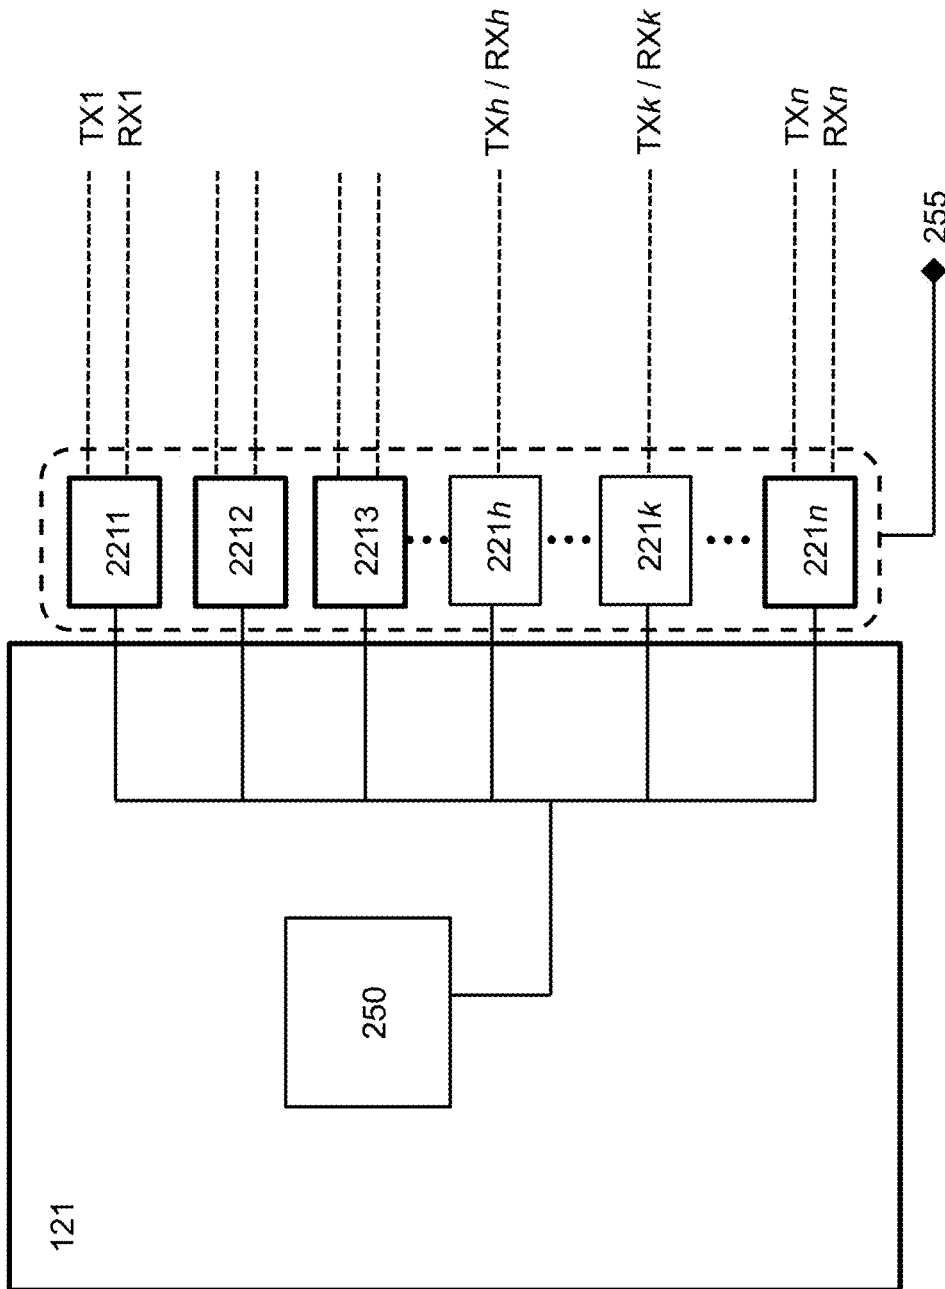 121
250
2211
2212
2213
221h
221k
221n
TX1
RX1
TXh / RXh
TXk / RXk
TXn
RXn
255